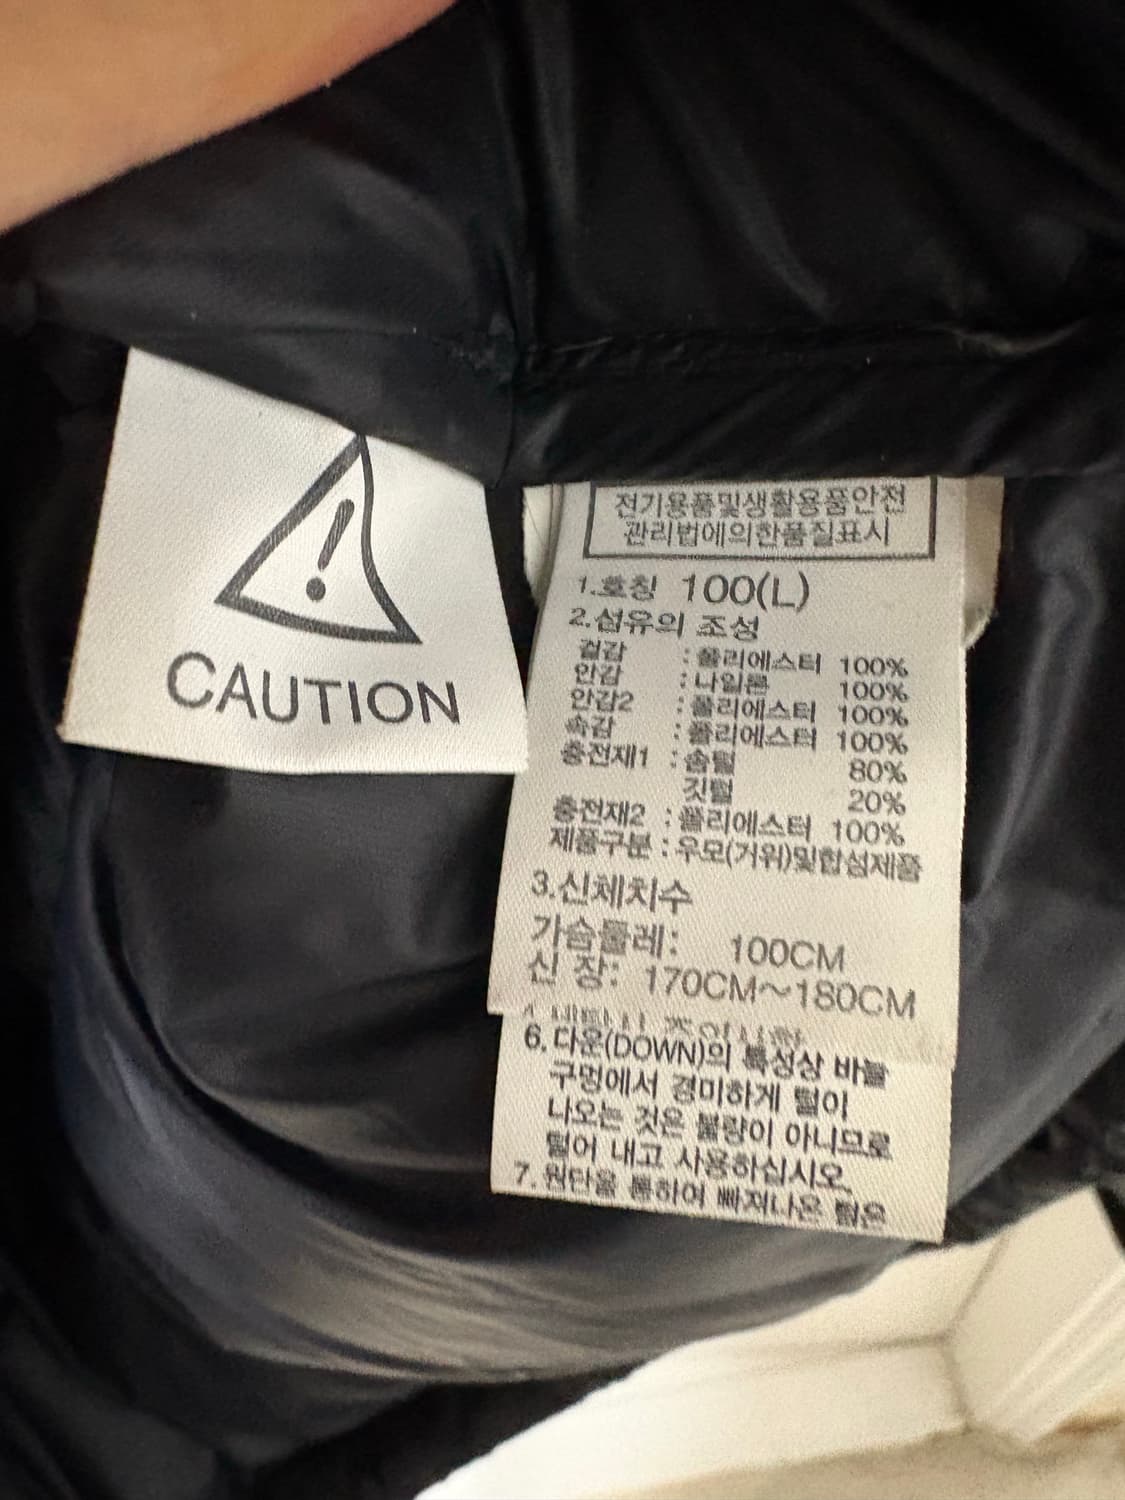 CAUTION
전기용품및생활용품안전
관리법에의한품질표시
1.호칭 100(L)
2.섬유의 조성
겉감 : 폴리에스터 100%
안감 : 나일론 100%
안감2 : 폴리에스터 100%
속감 : 폴리에스터 100%
충전재1 : 솜털 80%
깃털 20%
충전재2 : 폴리에스터 100%
제품구분 : 우모(거위)및합성제품
3.신체치수
가슴둘레: 100CM
신 장: 170CM~180CM
6.다운(DOWN)의 특성상 바늘
구멍에서 경미하게 털이
나오는 것은 불량이 아니므로
털어 내고 사용하십시오.
7.원단을 통하여 빠져나온 털은